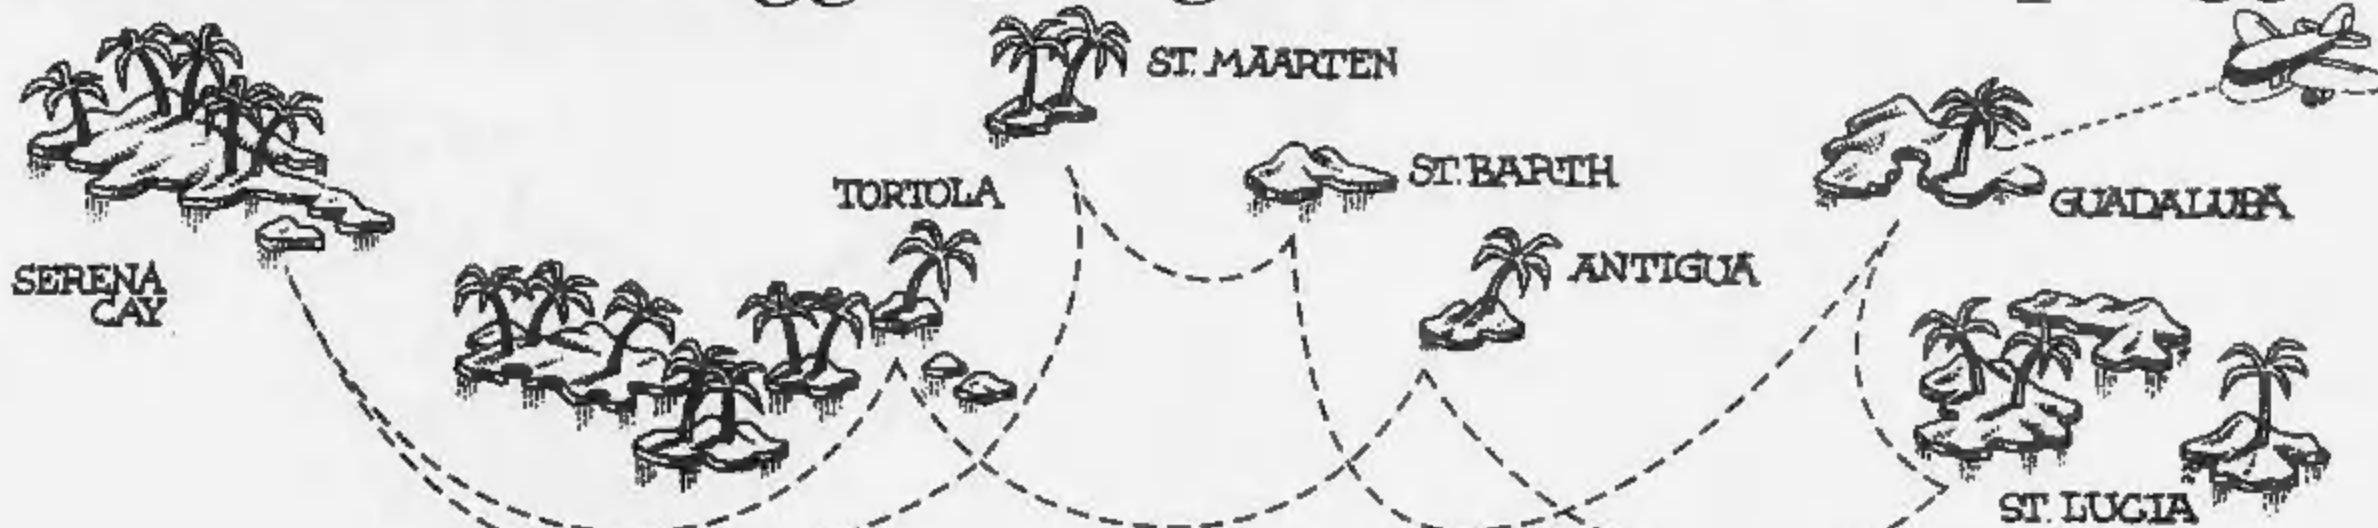 ST. MAARTEN
ST. BARTH
TORTOLA
GUADALUPA
ANTIGUA
SERENA
CAY
ST. LUCIA